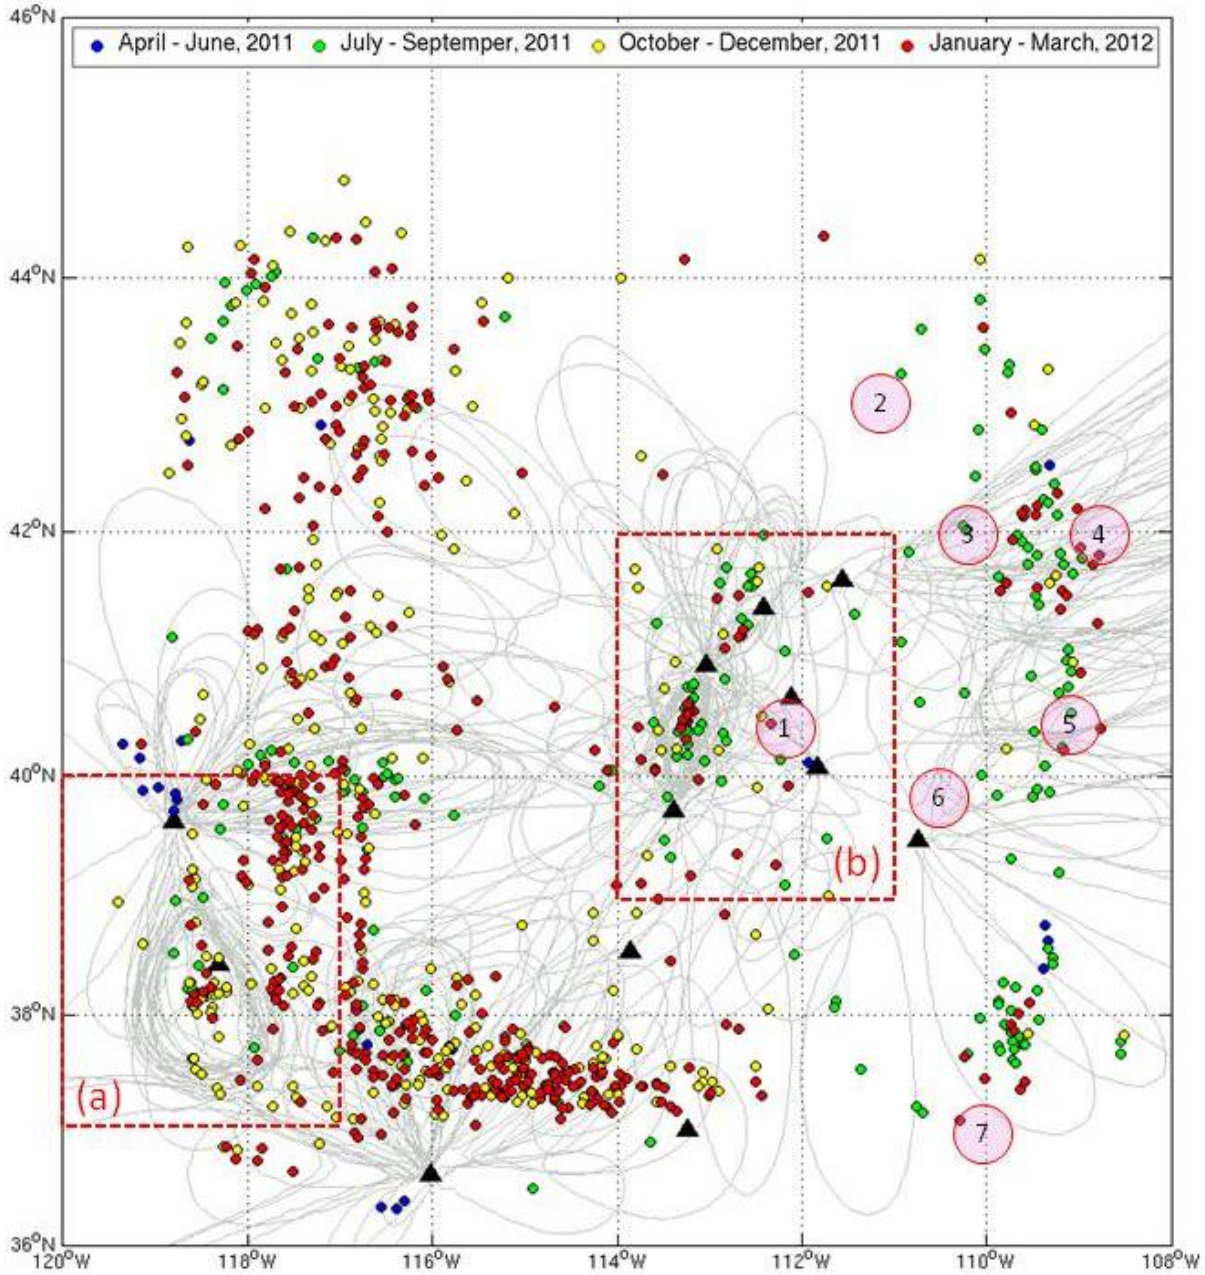 46°N
April - June, 2011 July - Septemper, 2011 October - December, 2011 January - March, 2012
44°N
2
42°N
3 4
1
5
40°N
6
(b)
38°N
(a)
7
36°N
120°W 118°W 116°W 114°W 112°W 110°W 108°W